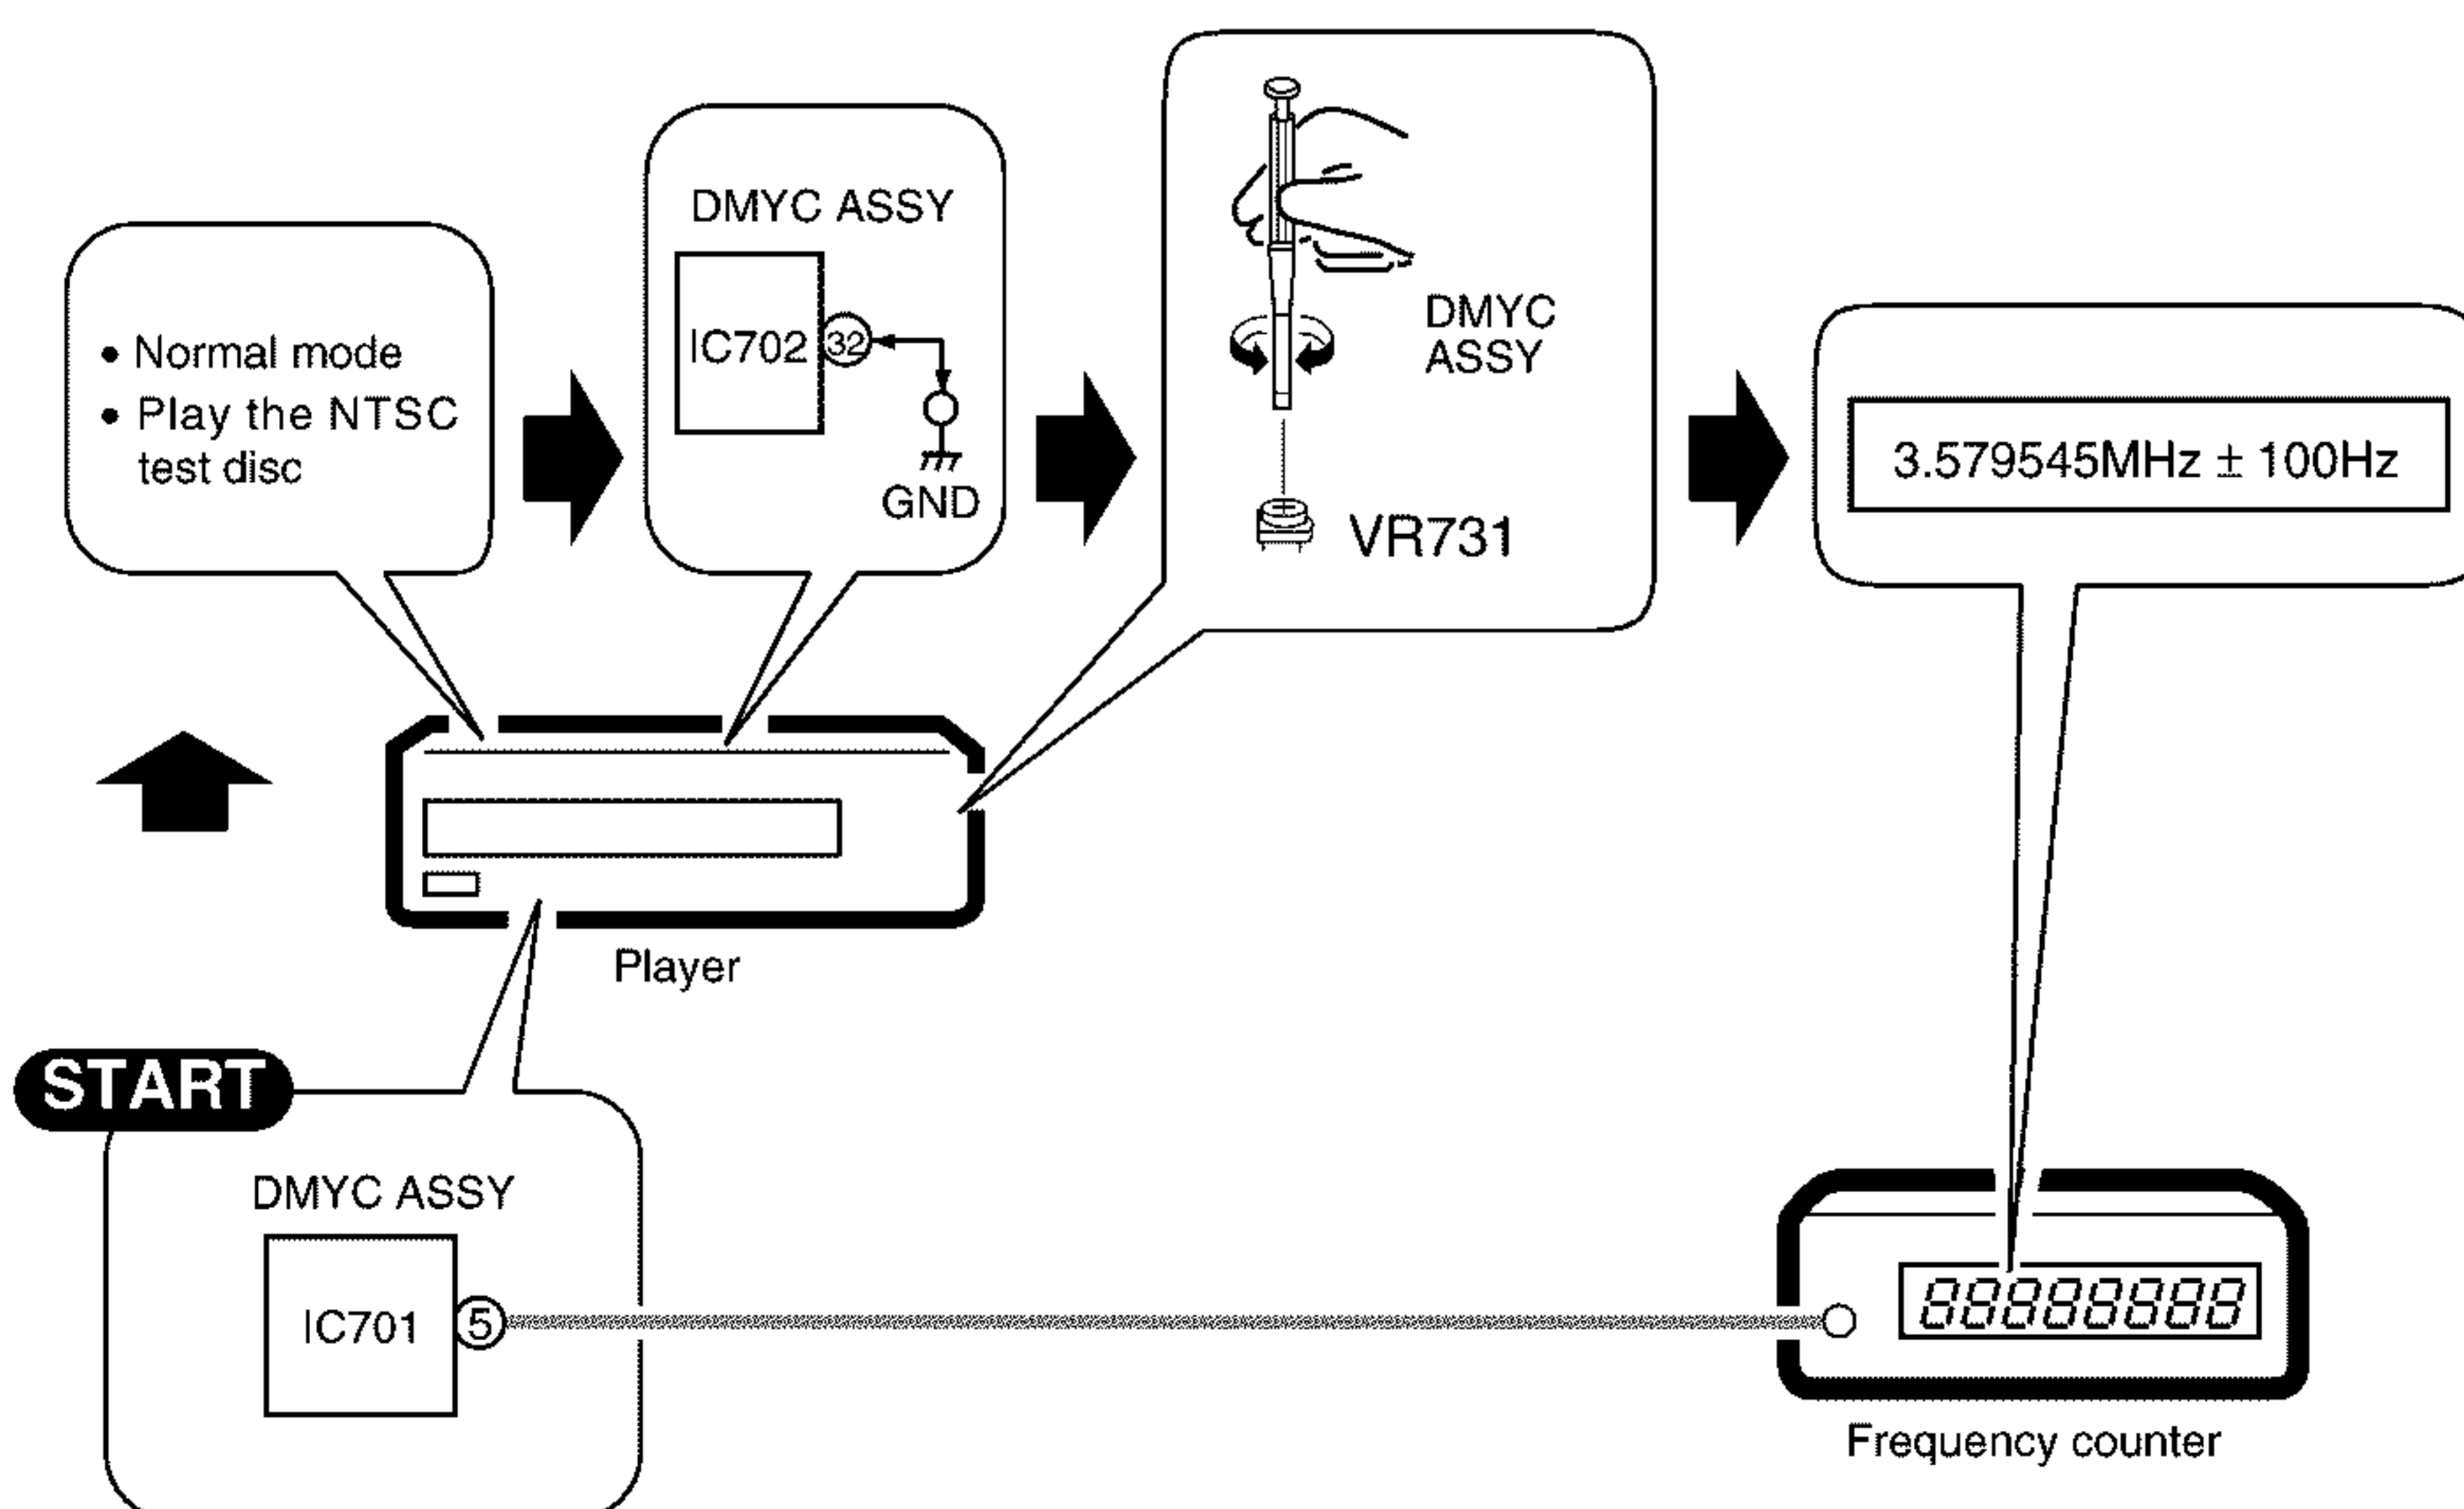 • Normal mode
• Play the NTSC
test disc
DMYC ASSY
IC702
32
GND
DMYC
ASSY
VR731
3.579545MHz ± 100Hz
Player
START
DMYC ASSY
IC701
5
88888888
Frequency counter